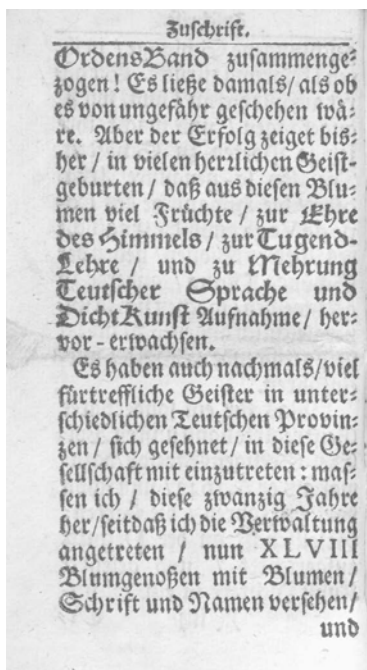 Zuschrift.
OrdensBand zusammenge⸗
zogen! Es ließe damals/ als ob
es von ungefähr geschehen wä⸗
re. Aber der Erfolg zeiget bis⸗
her / in vielen herrlichen Geist-
geburten / daß aus diesen Blu⸗
men viel Früchte / zur Ehre
des Himmels / zur Tugend-
Lehre / und zu Mehrung
Teutscher Sprache und
DichtKunst Aufnahme/ her⸗
vor - erwachsen.
Es haben auch nachmals/ viel
fürtreffliche Geister in unter⸗
schiedlichen Teutschen Provin⸗
zen / sich gesehnet / in diese Ge⸗
sellschaft mit einzutreten: mas⸗
sen ich / diese zwanzig Jahre
her/ seitdaß ich die Verwaltung
angetreten / nun XLVIII
Blumgenoßen mit Blumen/
Schrift und Namen versehen/
und